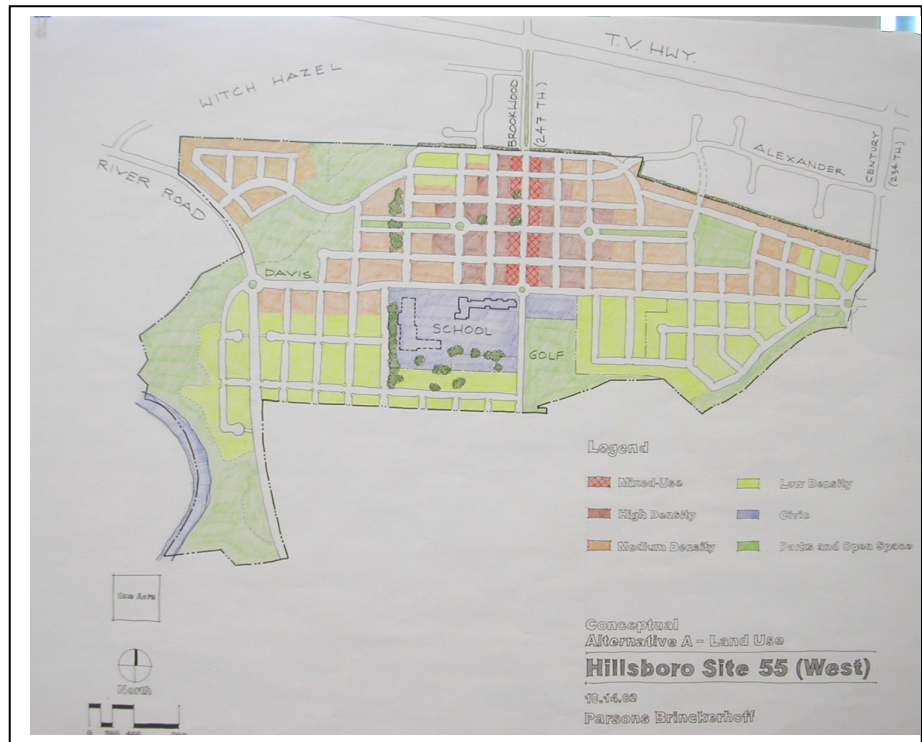 T.V. HWY.
WITCH HAZEL
BROOKWOOD
(247 TH.)
ALEXANDER
CENTURY
(234 TH)
RIVER ROAD
DAVIS
SCHOOL
GOLF
Legend
Mixed-Use
Low Density
High Density
Civic
Medium Density
Parks and Open Space
One Acre
North
0
Conceptual
Alternative A - Land Use
Hillsboro Site 55 (West)
10.14.02
Parsons Brinckerhoff